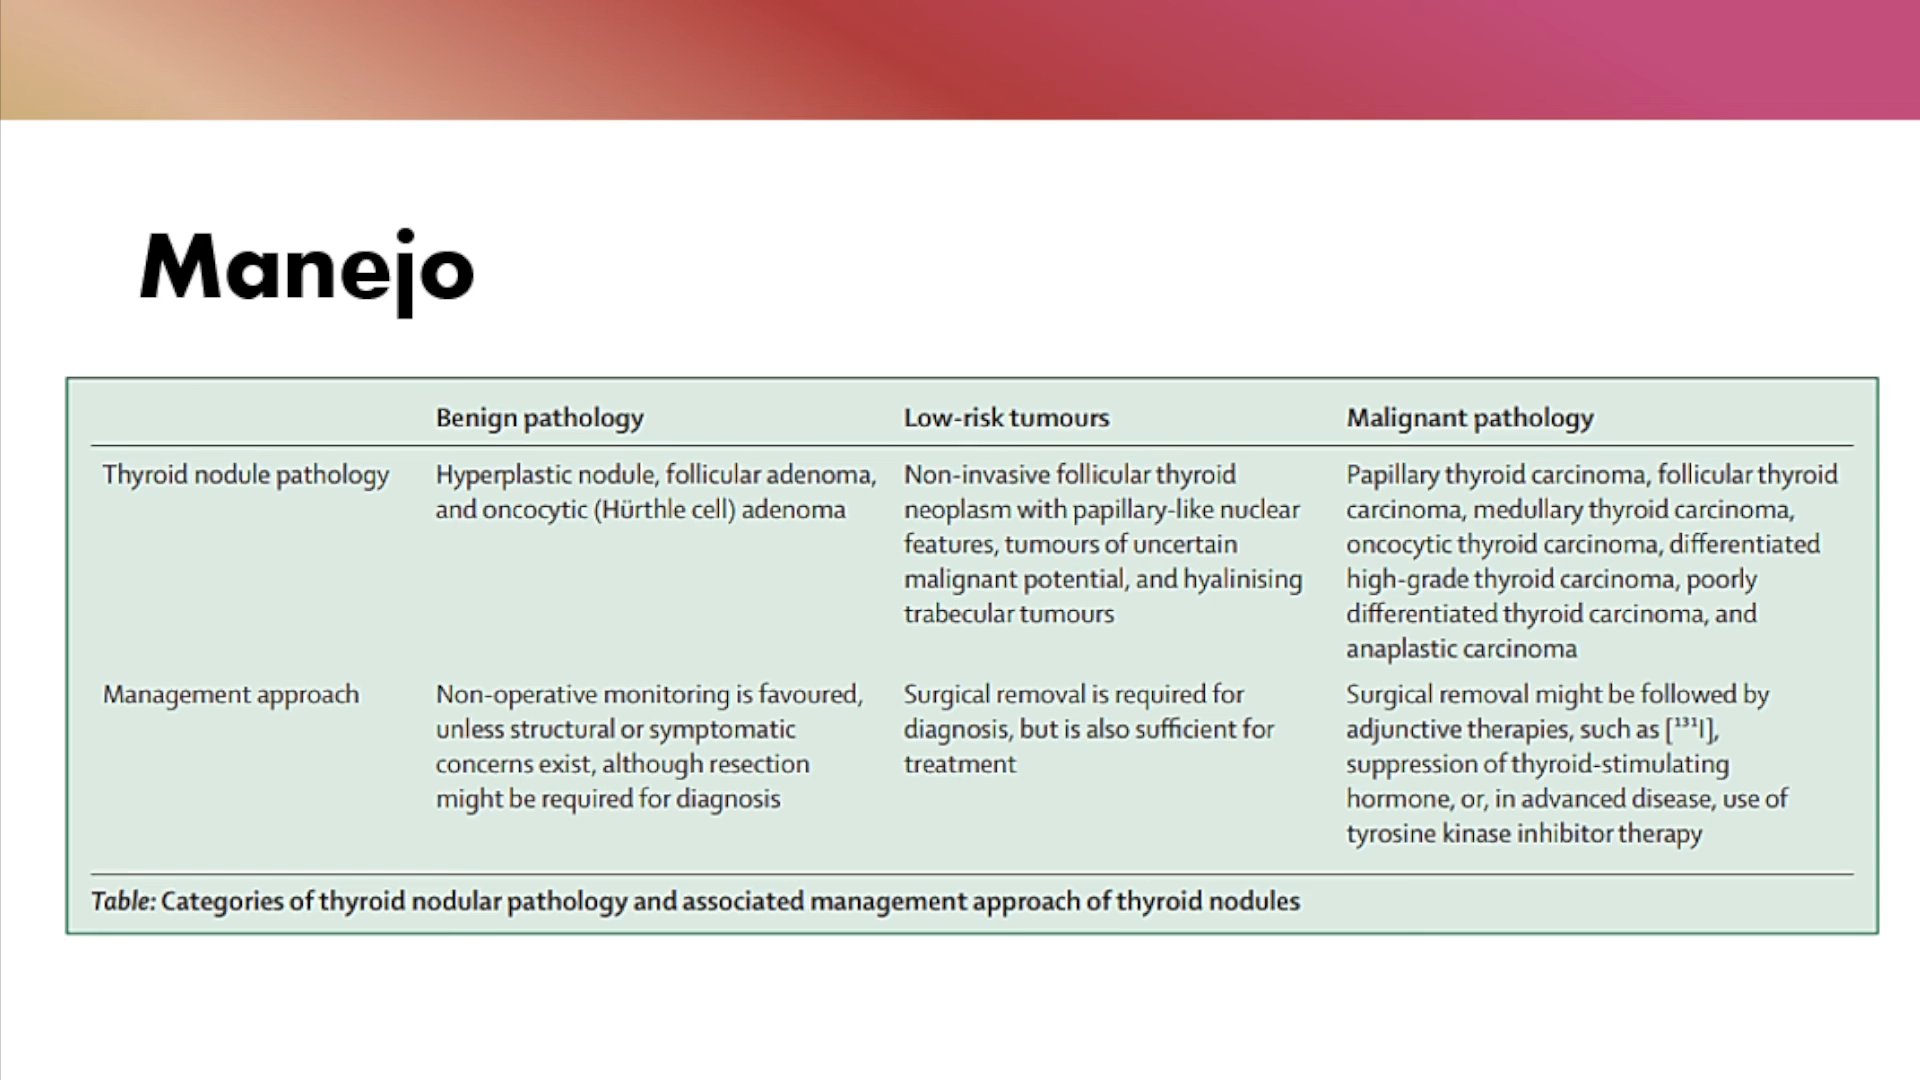 Manejo
Benign pathology Low-risk tumours Malignant pathology
Thyroid nodule pathology Hyperplastic nodule, follicular adenoma, Non-invasive follicular thyroid Papillary thyroid carcinoma, follicular thyroid
and oncocytic (Hürthle cell) adenoma neoplasm with papillary-like nuclear carcinoma, medullary thyroid carcinoma,
features, tumours of uncertain oncocytic thyroid carcinoma, differentiated
malignant potential, and hyalinising high-grade thyroid carcinoma, poorly
trabecular tumours differentiated thyroid carcinoma, and
anaplastic carcinoma
Management approach Non-operative monitoring is favoured, Surgical removal is required for Surgical removal might be followed by
unless structural or symptomatic diagnosis, but is also sufficient for adjunctive therapies, such as [¹³¹I],
concerns exist, although resection treatment suppression of thyroid-stimulating
might be required for diagnosis hormone, or, in advanced disease, use of
tyrosine kinase inhibitor therapy
Table: Categories of thyroid nodular pathology and associated management approach of thyroid nodules